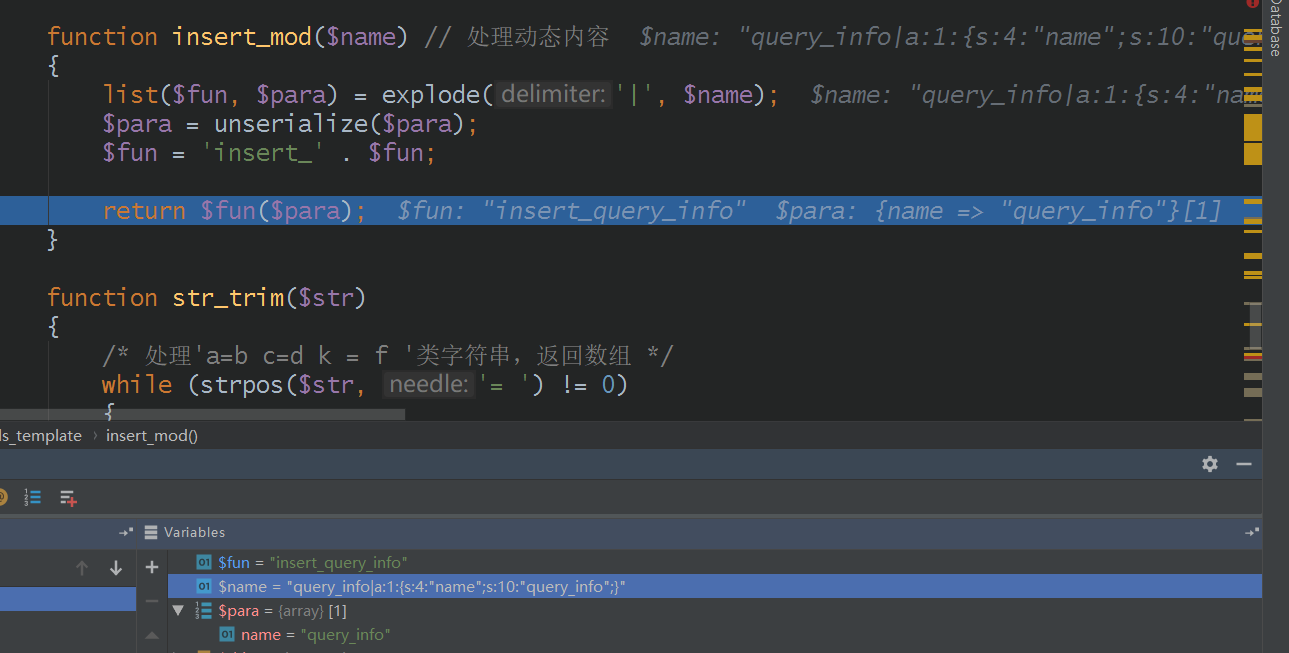 function insert_mod($name) // 处理动态内容 $name: "query_info|a:1:{s:4:"name";s:10:"que
{
list($fun, $para) = explode( delimiter: '|', $name); $name: "query_info|a:1:{s:4:"na
$para = unserialize($para);
$fun = 'insert_' . $fun;
return $fun($para); $fun: "insert_query_info" $para: {name => "query_info"}[1]
}
function str_trim($str)
{
/* 处理'a=b c=d k = f '类字符串，返回数组 */
while (strpos($str, needle: '= ') != 0)
{
Database
ls_template › insert_mod()
Variables
$fun = "insert_query_info"
$name = "query_info|a:1:{s:4:"name";s:10:"query_info";}"
$para = {array} [1]
name = "query_info"